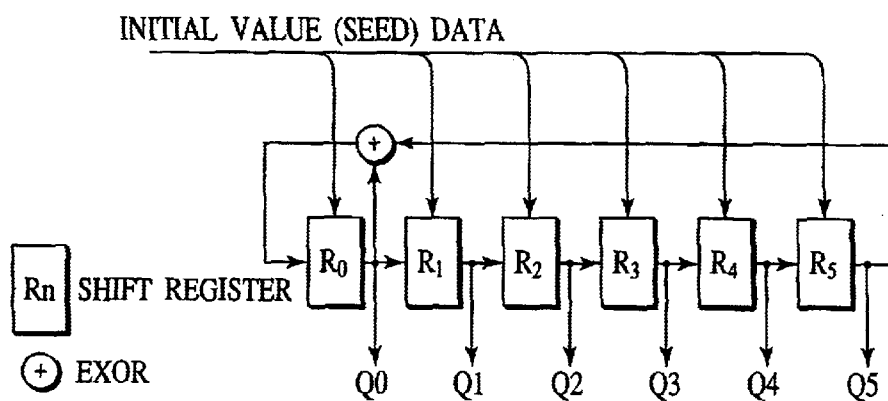 INITIAL VALUE (SEED) DATA
+
R0 R1 R2 R3 R4 R5
Rn SHIFT REGISTER
+ EXOR
Q0 Q1 Q2 Q3 Q4 Q5